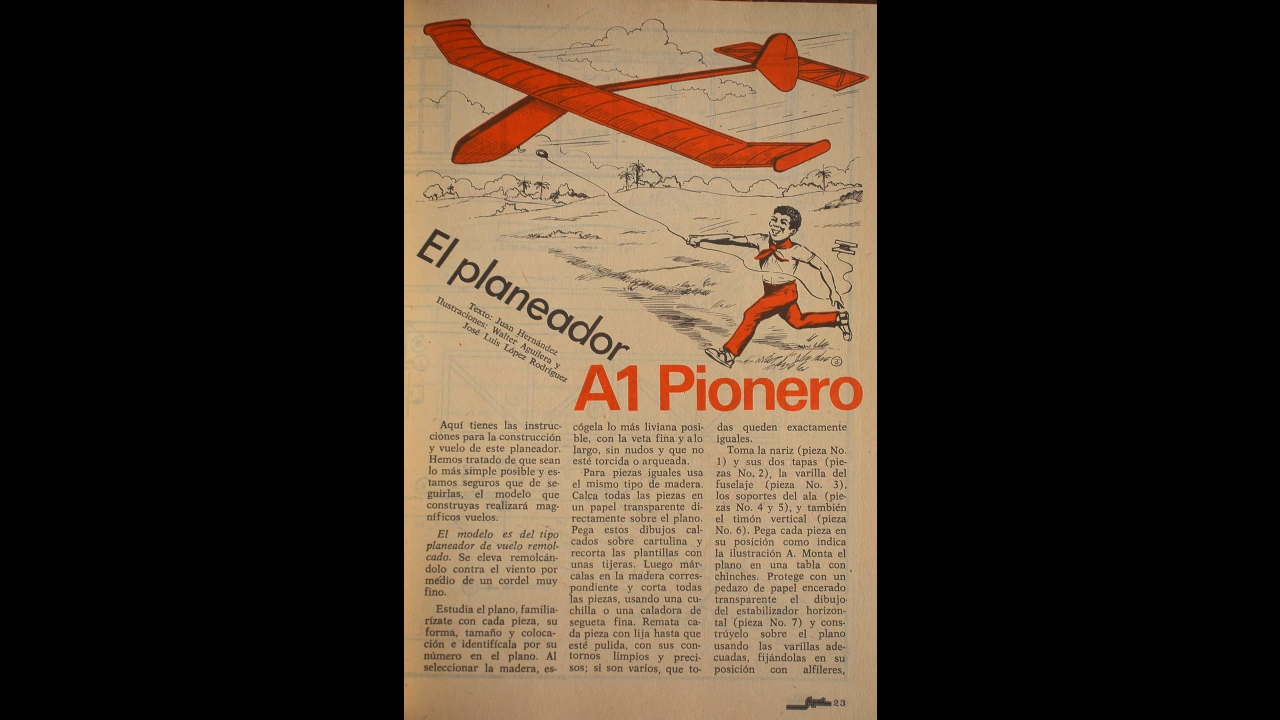 El planeador
Texto: Juan Hernández
Ilustraciones: Walter Aguilera y
José Luis López Rodríguez
A1 Pionero
Aquí tienes las instruc-
ciones para la construcción
y vuelo de este planeador.
Hemos tratado de que sean
lo más simple posible y es-
tamos seguros que de se-
guirlas, el modelo que
construyas realizará mag-
níficos vuelos.
El modelo es del tipo
planeador de vuelo remol-
cado. Se eleva remolcán-
dolo contra el viento por
medio de un cordel muy
fino.
Estudia el plano, familia-
rízate con cada pieza, su
forma, tamaño y coloca-
ción e identifícala por su
número en el plano. Al
seleccionar la madera, es-
cógela lo más liviana posi-
ble, con la veta fina y a lo
largo, sin nudos y que no
esté torcida o arqueada.
Para piezas iguales usa
el mismo tipo de madera.
Calca todas las piezas en
un papel transparente di-
rectamente sobre el plano.
Pega estos dibujos cal-
cados sobre cartulina y
recorta las plantillas con
unas tijeras. Luego már-
calas en la madera corres-
pondiente y corta todas
las piezas, usando una cu-
chilla o una caladora de
segueta fina. Remata ca-
da pieza con lija hasta que
esté pulida, con sus con-
tornos limpios y preci-
sos; si son varios, que to-
das queden exactamente
iguales.
Toma la nariz (pieza No.
1) y sus dos tapas (pie-
zas No. 2), la varilla del
fuselaje (pieza No. 3),
los soportes del ala (pie-
zas No. 4 y 5), y también
el timón vertical (pieza
No. 6). Pega cada pieza en
su posición como indica
la ilustración A. Monta el
plano en una tabla con
chinches. Protege con un
pedazo de papel encerado
transparente el dibujo
del estabilizador horizon-
tal (pieza No. 7) y cons-
trúyelo sobre el plano
usando las varillas ade-
cuadas, fijándolas en su
posición con alfileres,
23